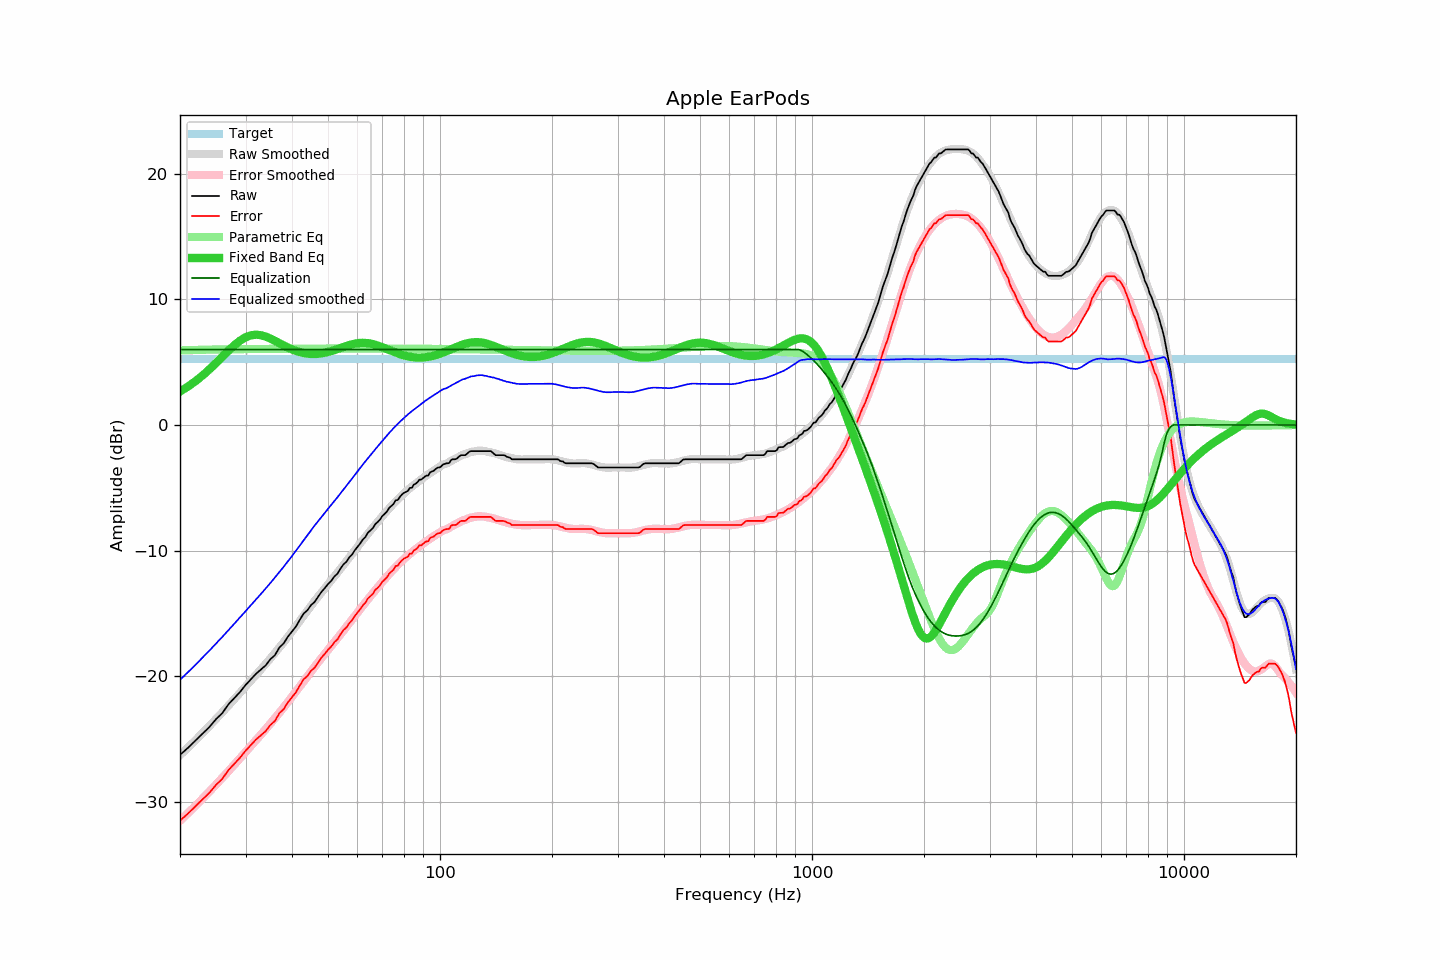 Apple EarPods
Target
Raw Smoothed
Error Smoothed
Raw
Error
Parametric Eq
Fixed Band Eq
Equalization
Equalized smoothed
20
10
0
−10
−20
−30
Amplitude (dBr)
100
1000
10000
Frequency (Hz)